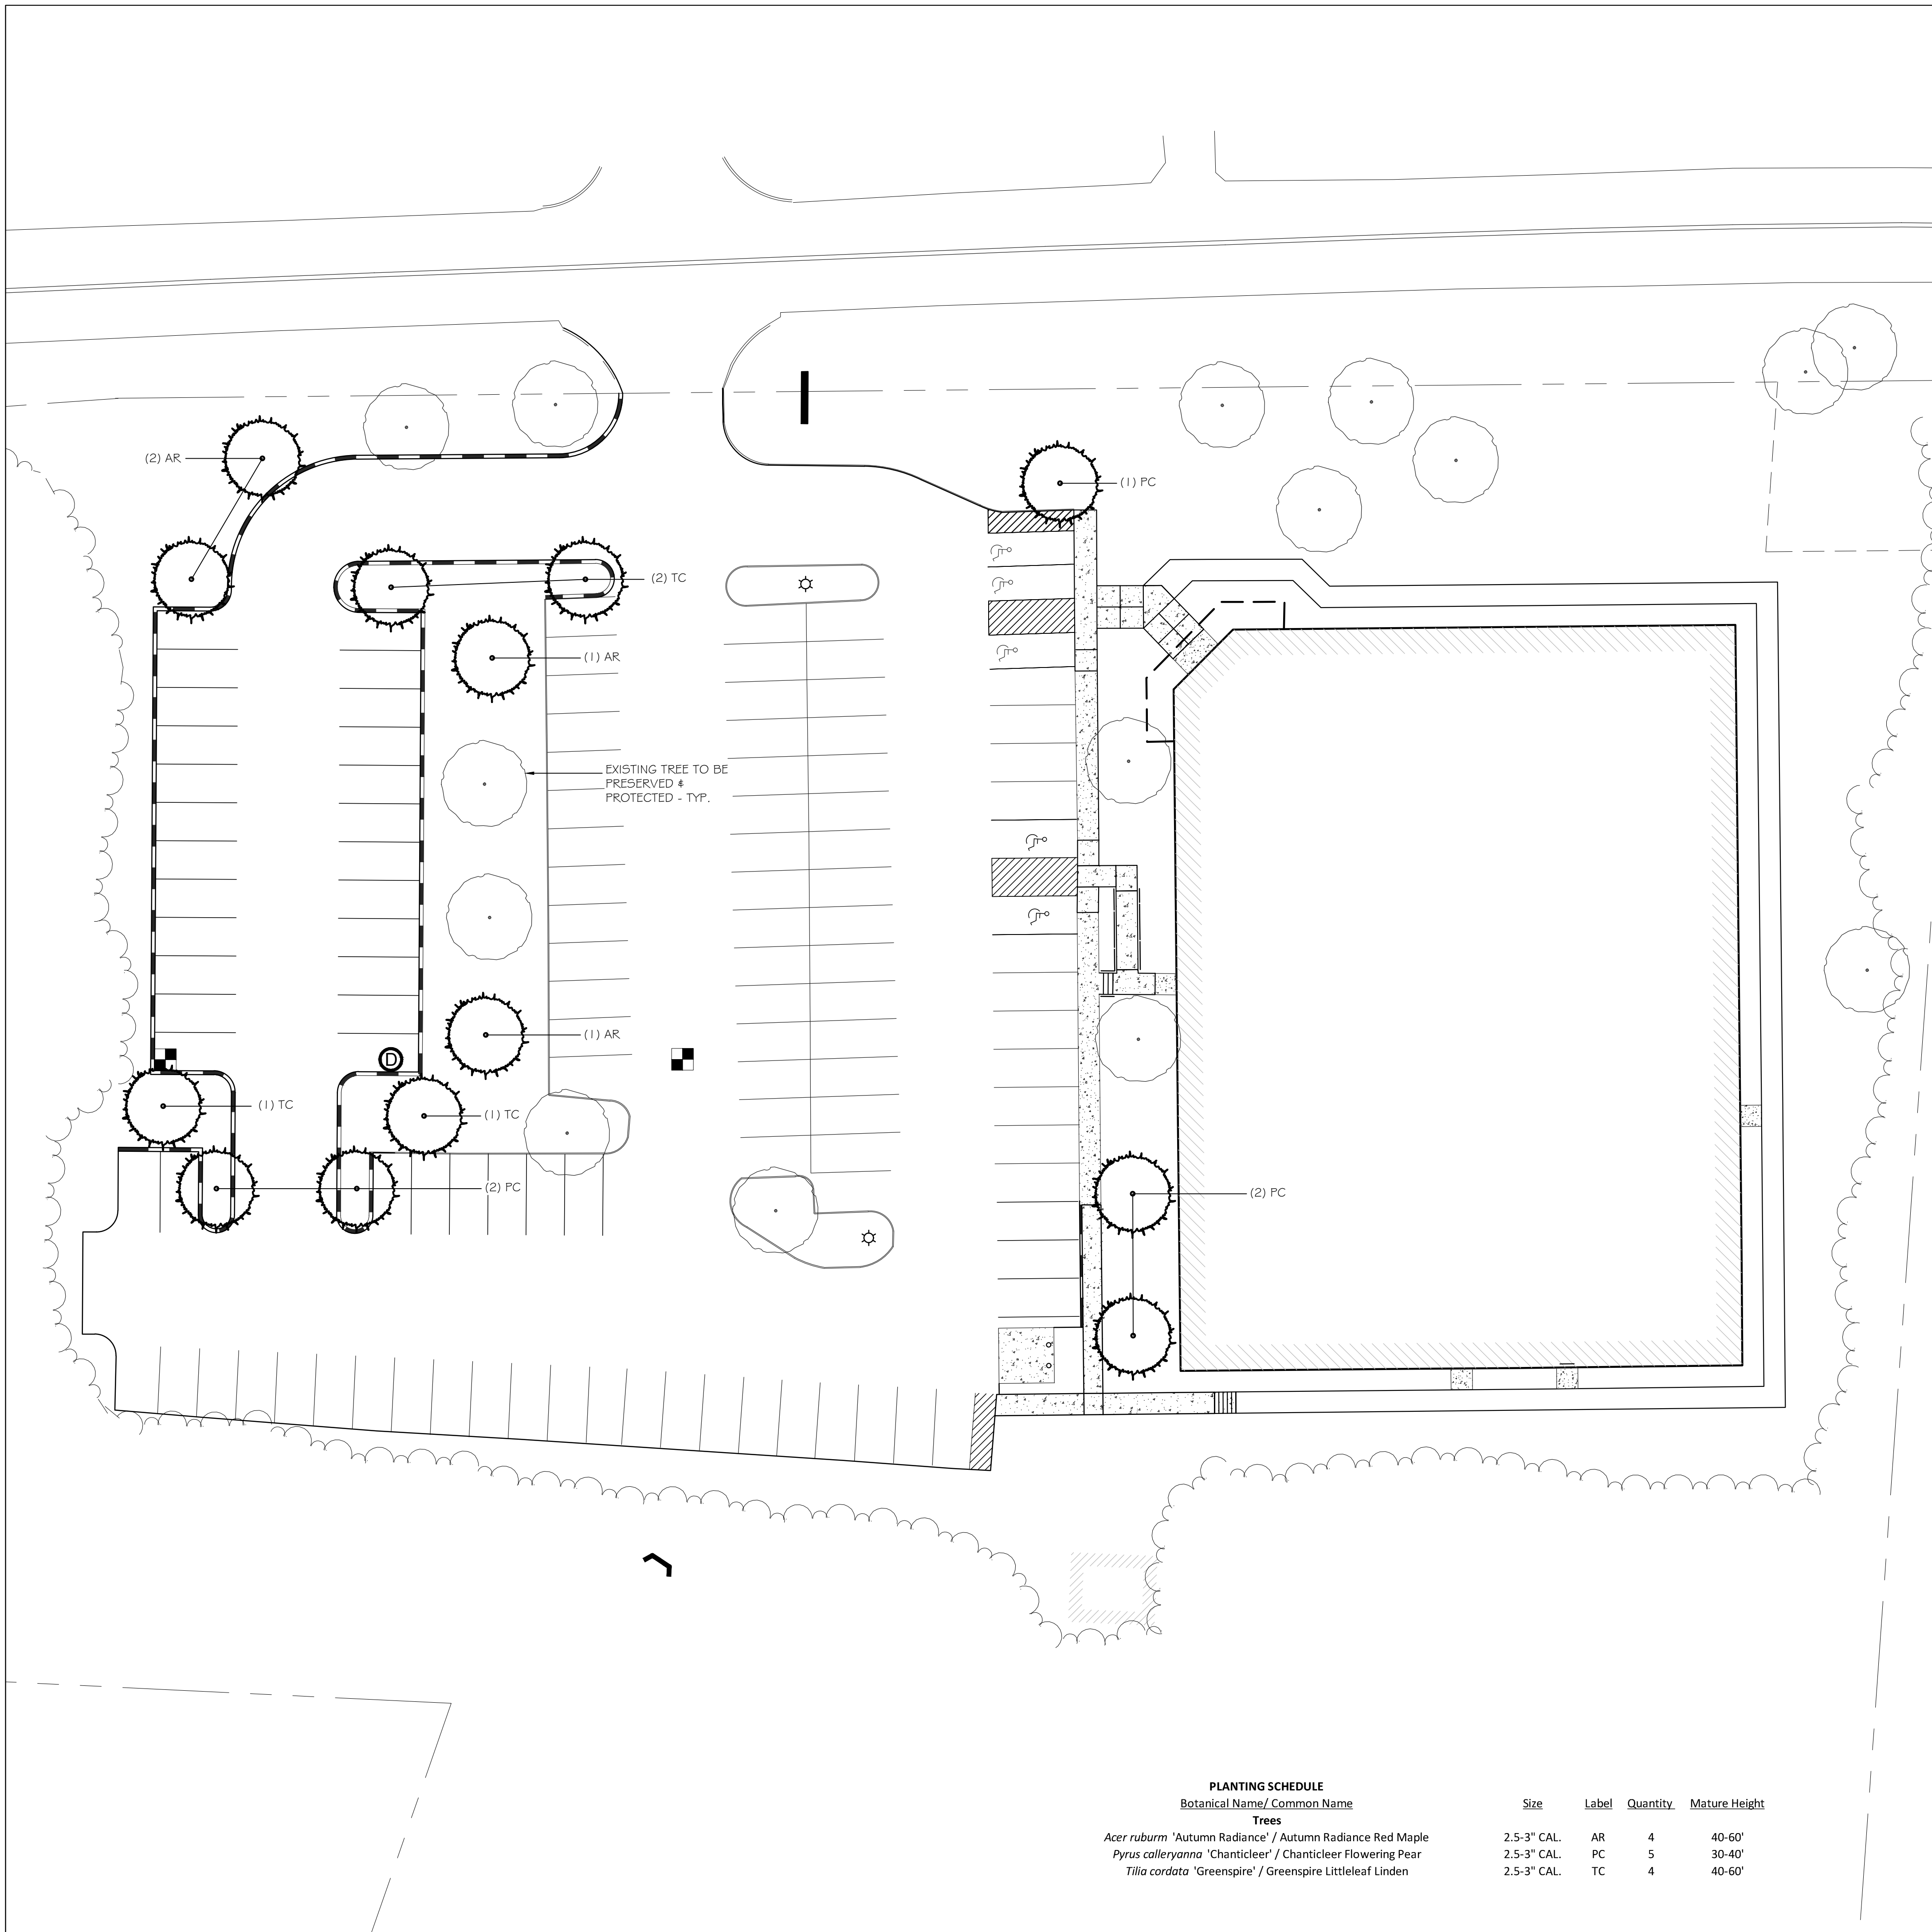 (2) AR
(1) PC
(2) TC
(1) AR
EXISTING TREE TO BE
PRESERVED &
PROTECTED - TYP.
(1) AR
D
(1) TC
(1) TC
(2) PC
(2) PC
PLANTING SCHEDULE
Botanical Name/ Common Name Size Label Quantity Mature Height
Trees
Acer ruburm 'Autumn Radiance' / Autumn Radiance Red Maple 2.5-3" CAL. AR 4 40-60'
Pyrus calleryanna 'Chanticleer' / Chanticleer Flowering Pear 2.5-3" CAL. PC 5 30-40'
Tilia cordata 'Greenspire' / Greenspire Littleleaf Linden 2.5-3" CAL. TC 4 40-60'